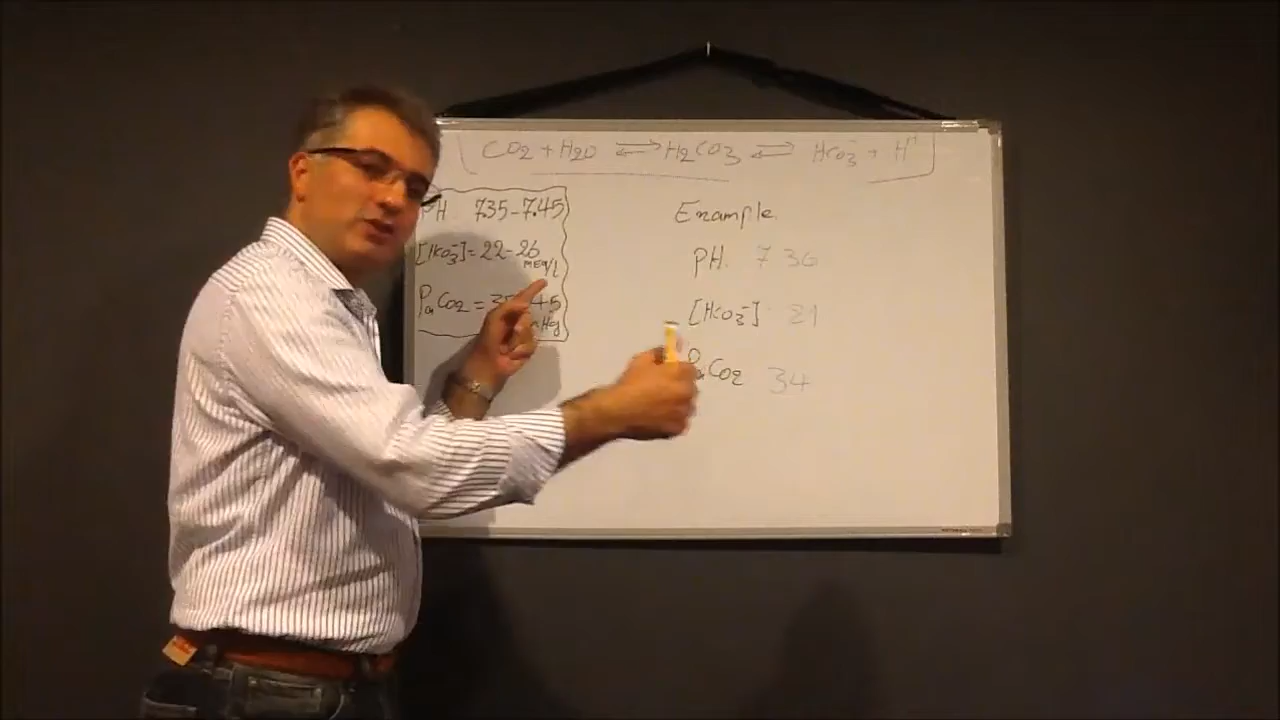 CO2 + H2O ⇌ H2CO3 ⇌ HCO3⁻ + H⁺
PH 7.35-7.45
[HCO3⁻] = 22-26
mEq/L
PaCO2 = 35-45
mmHg
Example
PH. 7 36
[HCO3⁻] 21
PaCO2 34